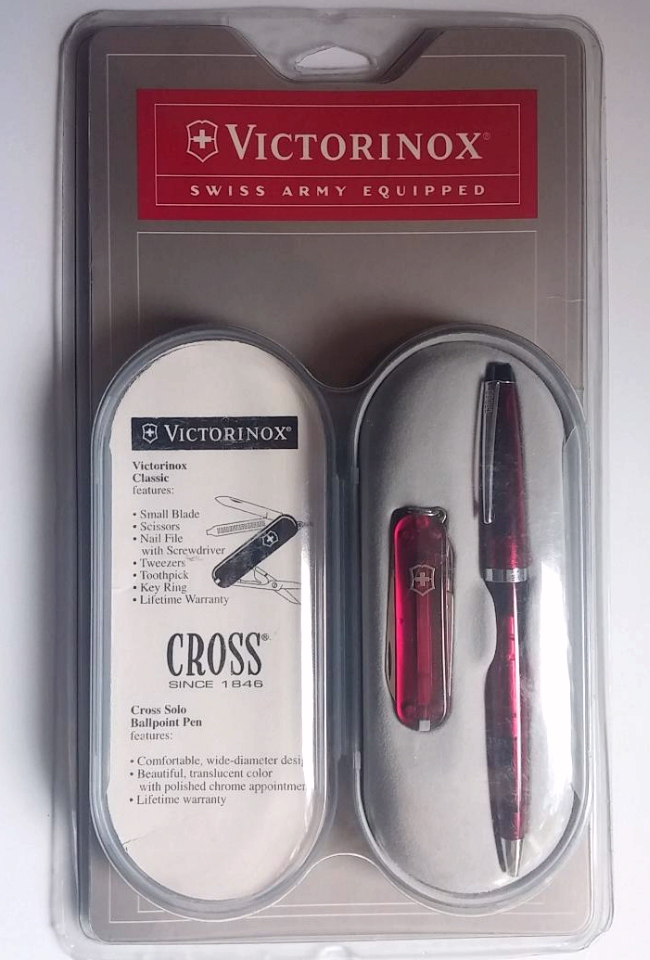 VICTORINOX®
SWISS ARMY EQUIPPED
VICTORINOX®
Victorinox
Classic
features:
• Small Blade
• Scissors
• Nail File
with Screwdriver
• Tweezers
• Toothpick
• Key Ring
• Lifetime Warranty
CROSS®
SINCE 1846
Cross Solo
Ballpoint Pen
features:
• Comfortable, wide-diameter
• Beautiful, translucent color
with polished chrome
• Lifetime warranty